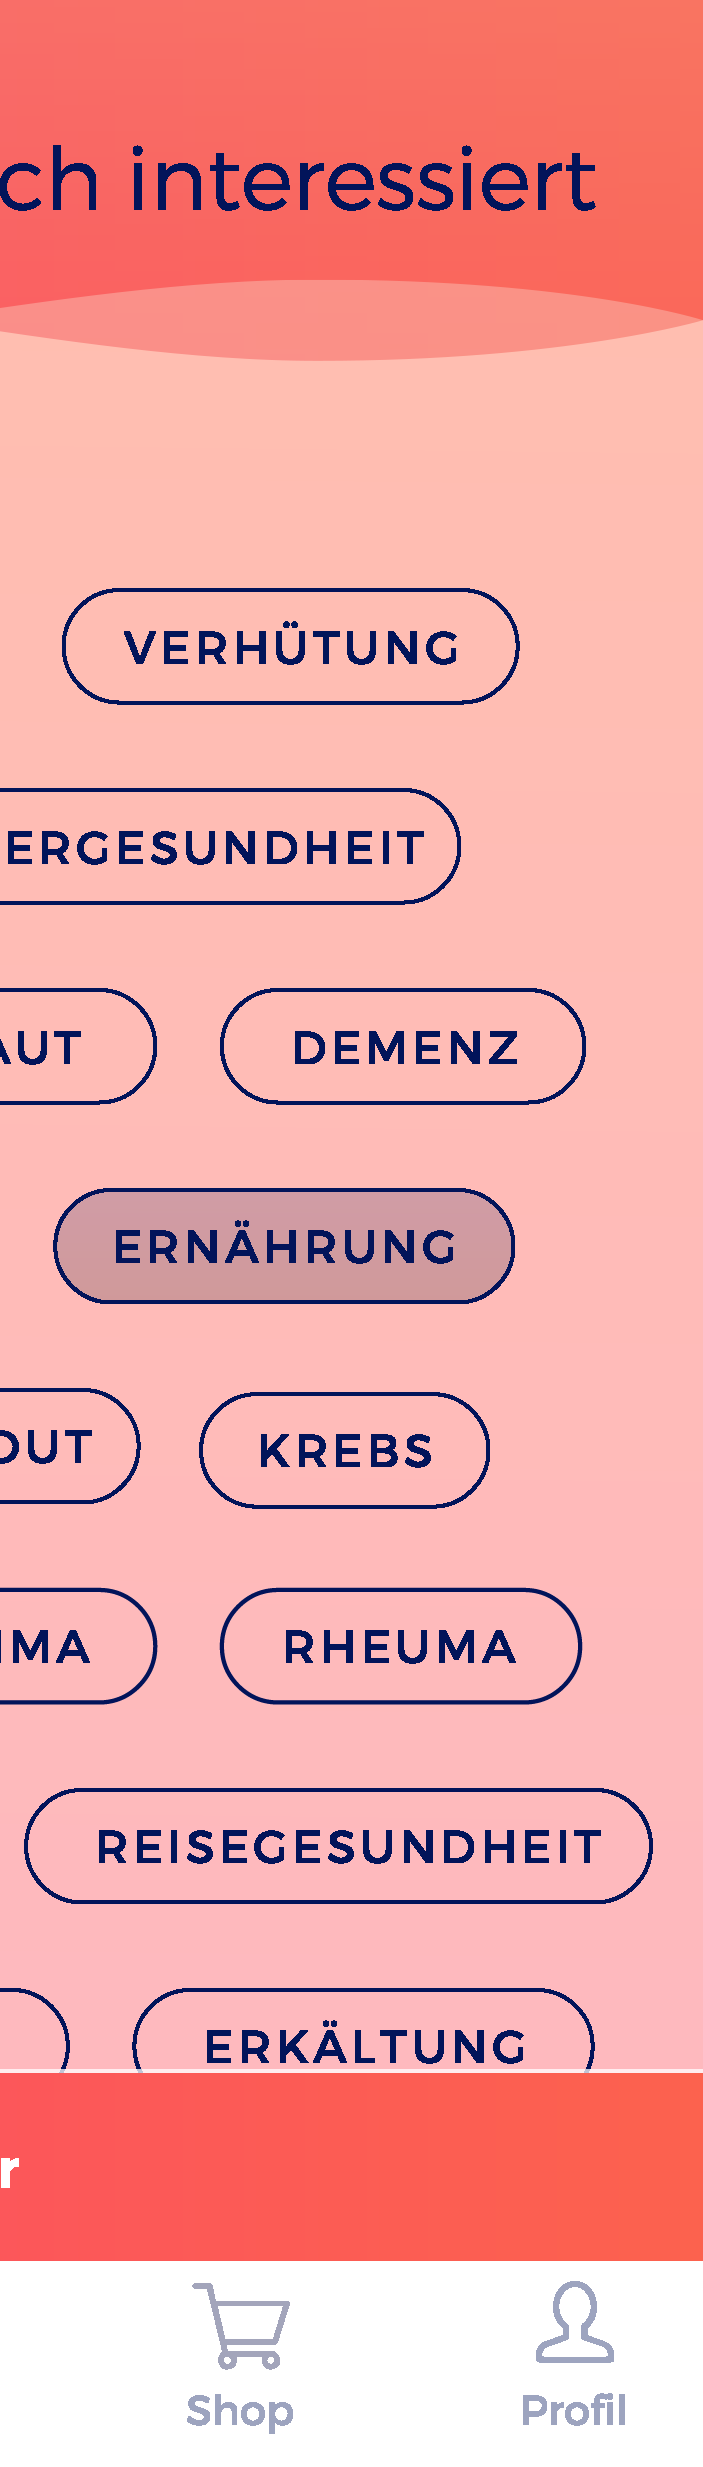 ch interessiert
VERHÜTUNG
ERGESUNDHEIT
AUT DEMENZ
ERNÄHRUNG
OUT KREBS
MA RHEUMA
REISEGESUNDHEIT
ERKÄLTUNG
r
Shop Profil